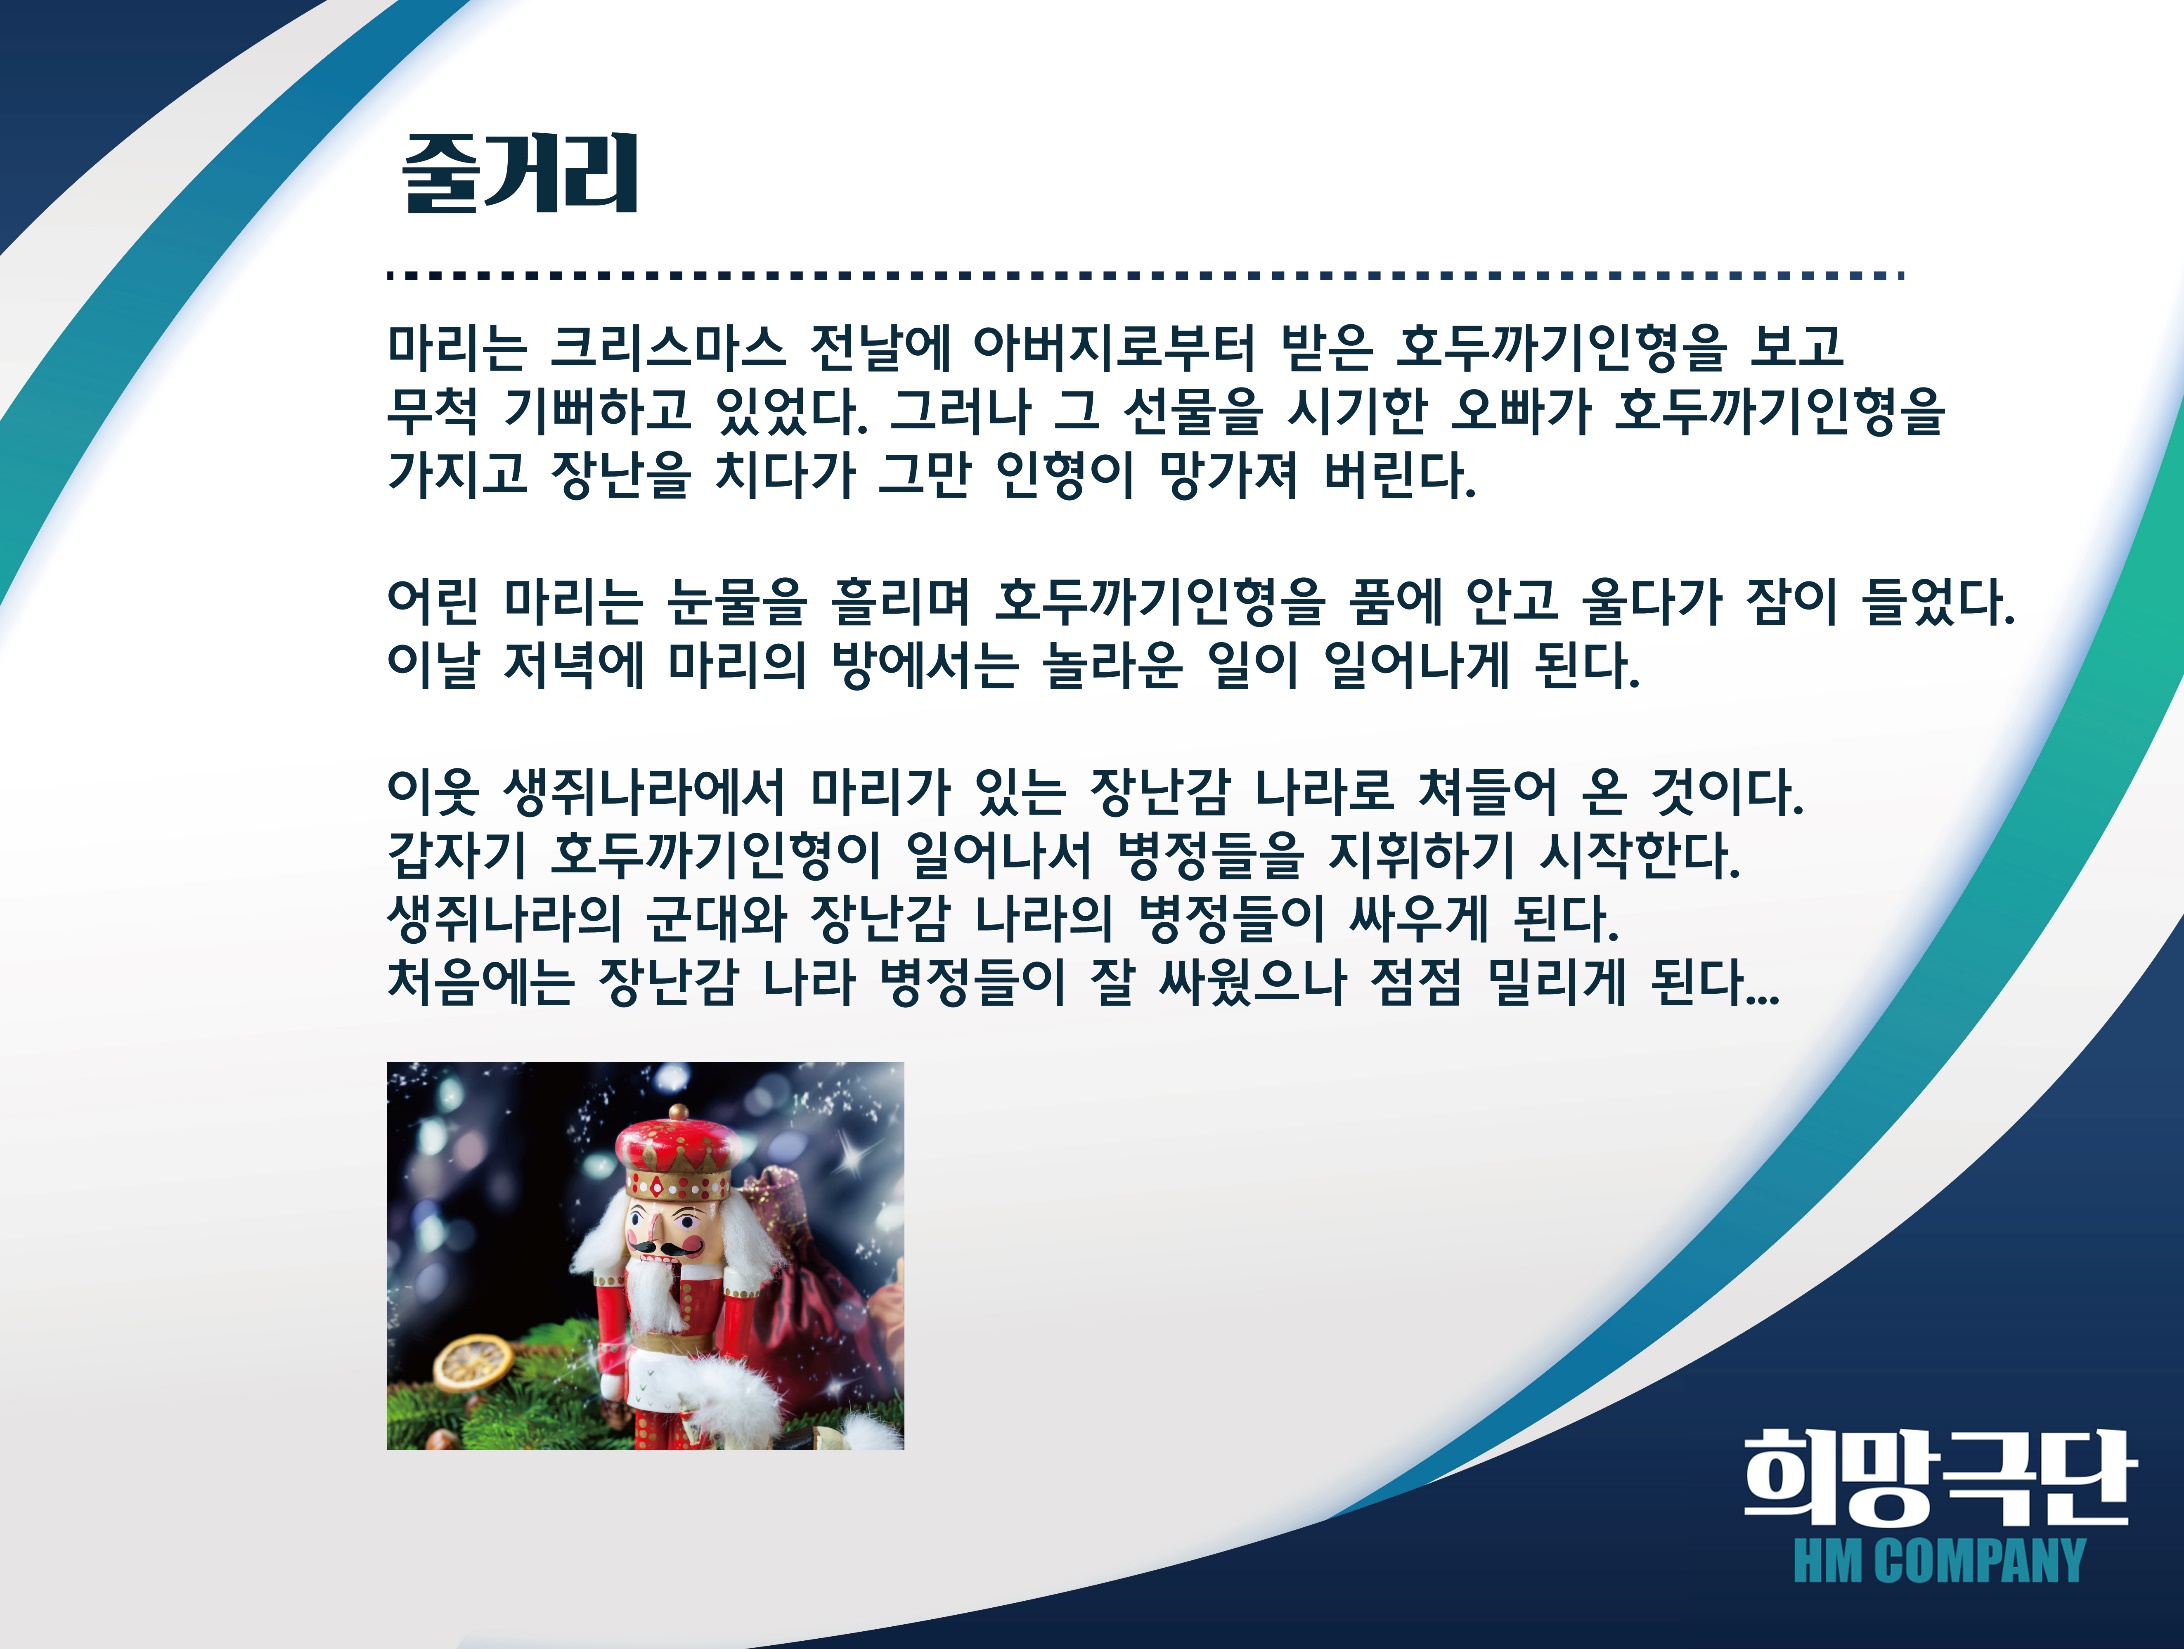 줄거리
마리는 크리스마스 전날에 아버지로부터 받은 호두까기인형을 보고
무척 기뻐하고 있었다. 그러나 그 선물을 시기한 오빠가 호두까기인형을
가지고 장난을 치다가 그만 인형이 망가져 버린다.
어린 마리는 눈물을 흘리며 호두까기인형을 품에 안고 울다가 잠이 들었다.
이날 저녁에 마리의 방에서는 놀라운 일이 일어나게 된다.
이웃 생쥐나라에서 마리가 있는 장난감 나라로 쳐들어 온 것이다.
갑자기 호두까기인형이 일어나서 병정들을 지휘하기 시작한다.
생쥐나라의 군대와 장난감 나라의 병정들이 싸우게 된다.
처음에는 장난감 나라 병정들이 잘 싸웠으나 점점 밀리게 된다...
희망극단
HM COMPANY